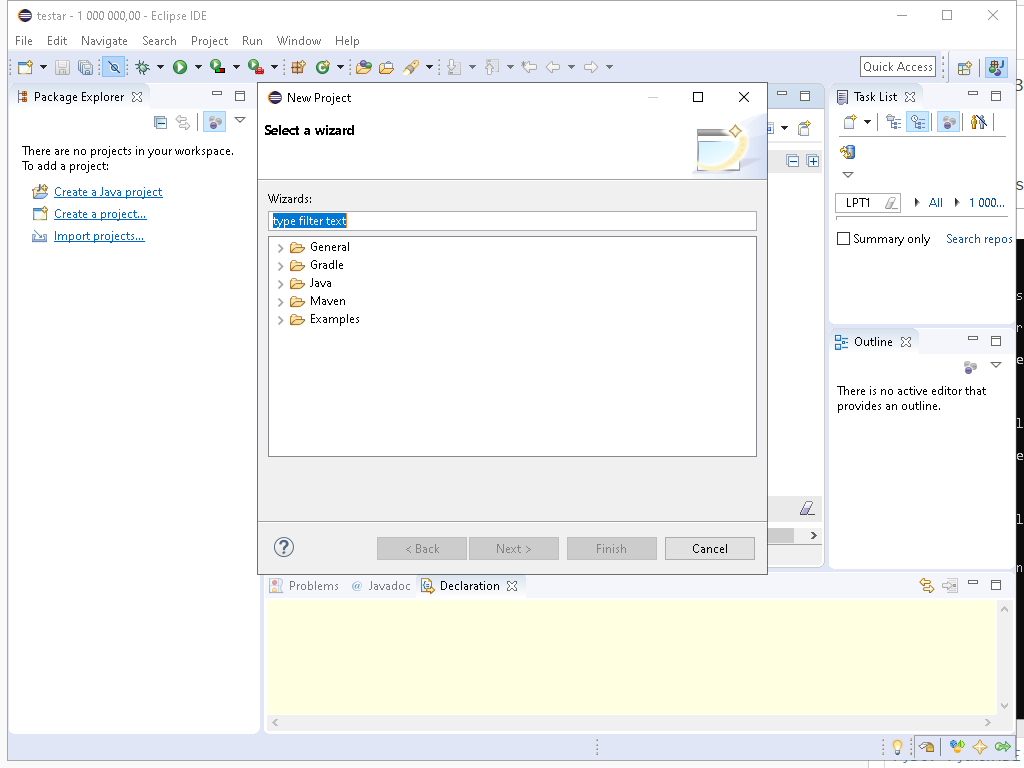 testar - 1 000 000,00 - Eclipse IDE
File Edit Navigate Search Project Run Window Help
Quick Access
Package Explorer
There are no projects in your workspace.
To add a project:
Create a Java project
Create a project...
Import projects...
New Project
Select a wizard
Wizards:
type filter text
General
Gradle
Java
Maven
Examples
?
< Back Next > Finish Cancel
Task List
LPT1 All 1 000...
Summary only Search repos
Outline
There is no active editor that
provides an outline.
Problems @ Javadoc Declaration